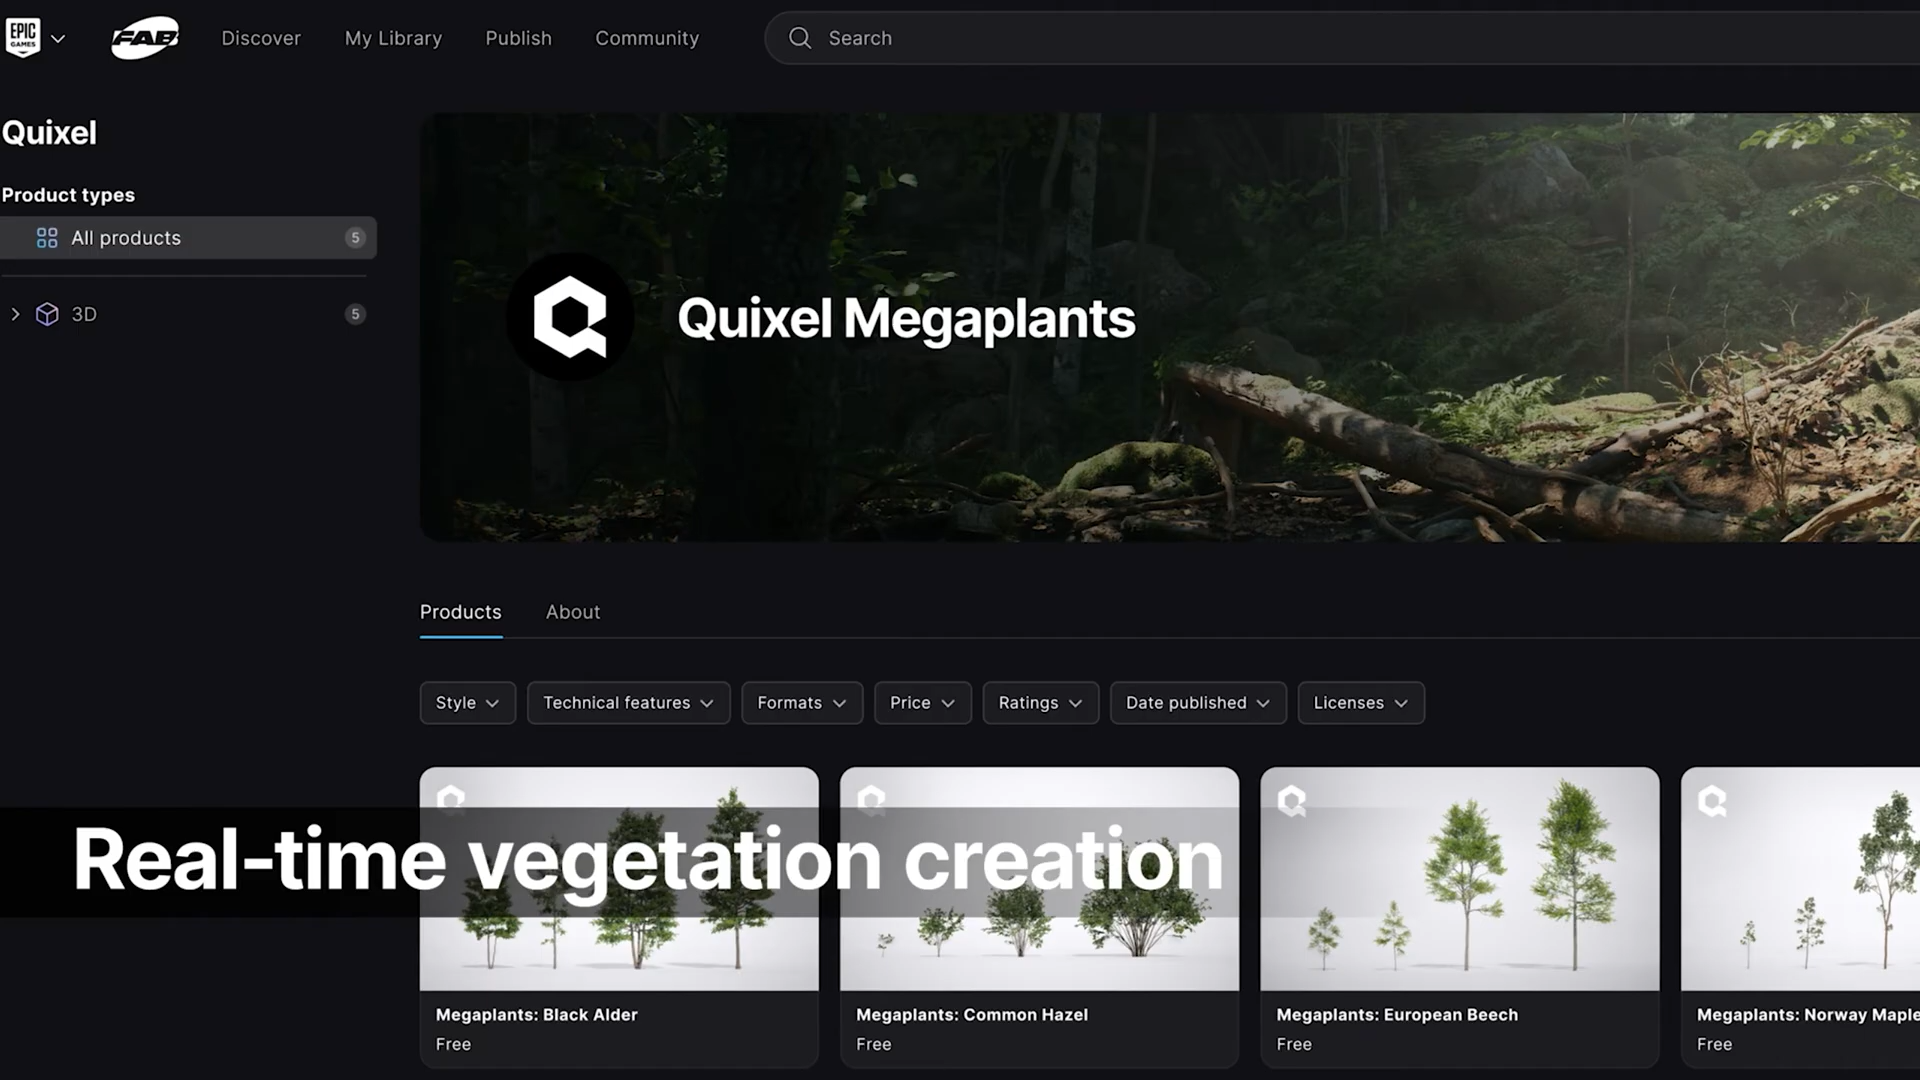 EPIC GAMES
FAB
Discover
My Library
Publish
Community
Search
Quixel
Product types
All products
5
3D
5
Quixel Megaplants
Products
About
Style
Technical features
Formats
Price
Ratings
Date published
Licenses
Real-time vegetation creation
Megaplants: Black Alder
Free
Megaplants: Common Hazel
Free
Megaplants: European Beech
Free
Megaplants: Norway Maple
Free